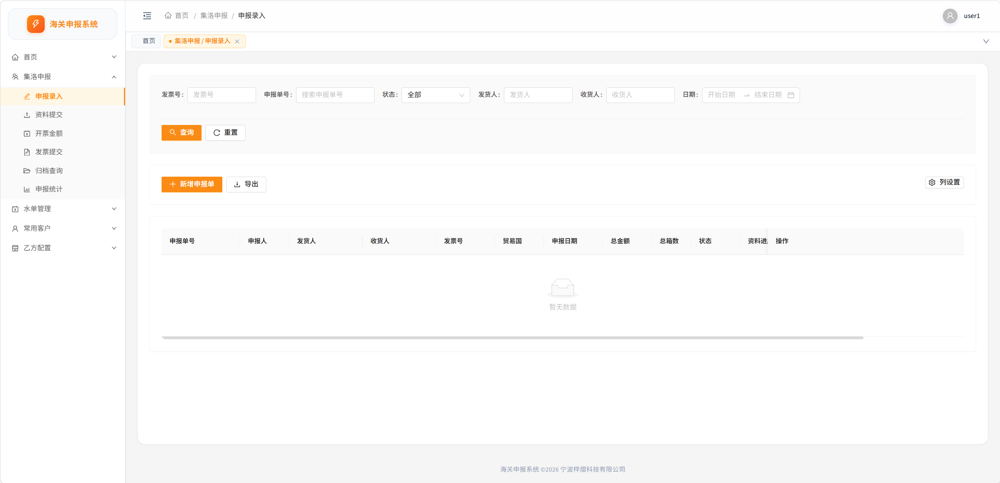 海关申报系统
首页
集洛申报
申报录入
资料提交
开票金额
发票提交
归档查询
申报统计
水单管理
常用客户
乙方配置
首页 / 集洛申报 / 申报录入
user1
首页
集洛申报 / 申报录入
发票号: 发票号 申报单号: 搜索申报单号 状态: 全部 发货人: 发货人 收货人: 收货人 日期: 开始日期 结束日期
查询 重置
新增申报单 导出 列设置
申报单号 申报人 发货人 收货人 发票号 贸易国 申报日期 总金额 总箱数 状态 资料进 操作
暂无数据
海关申报系统 ©2026 宁波梓熠科技有限公司